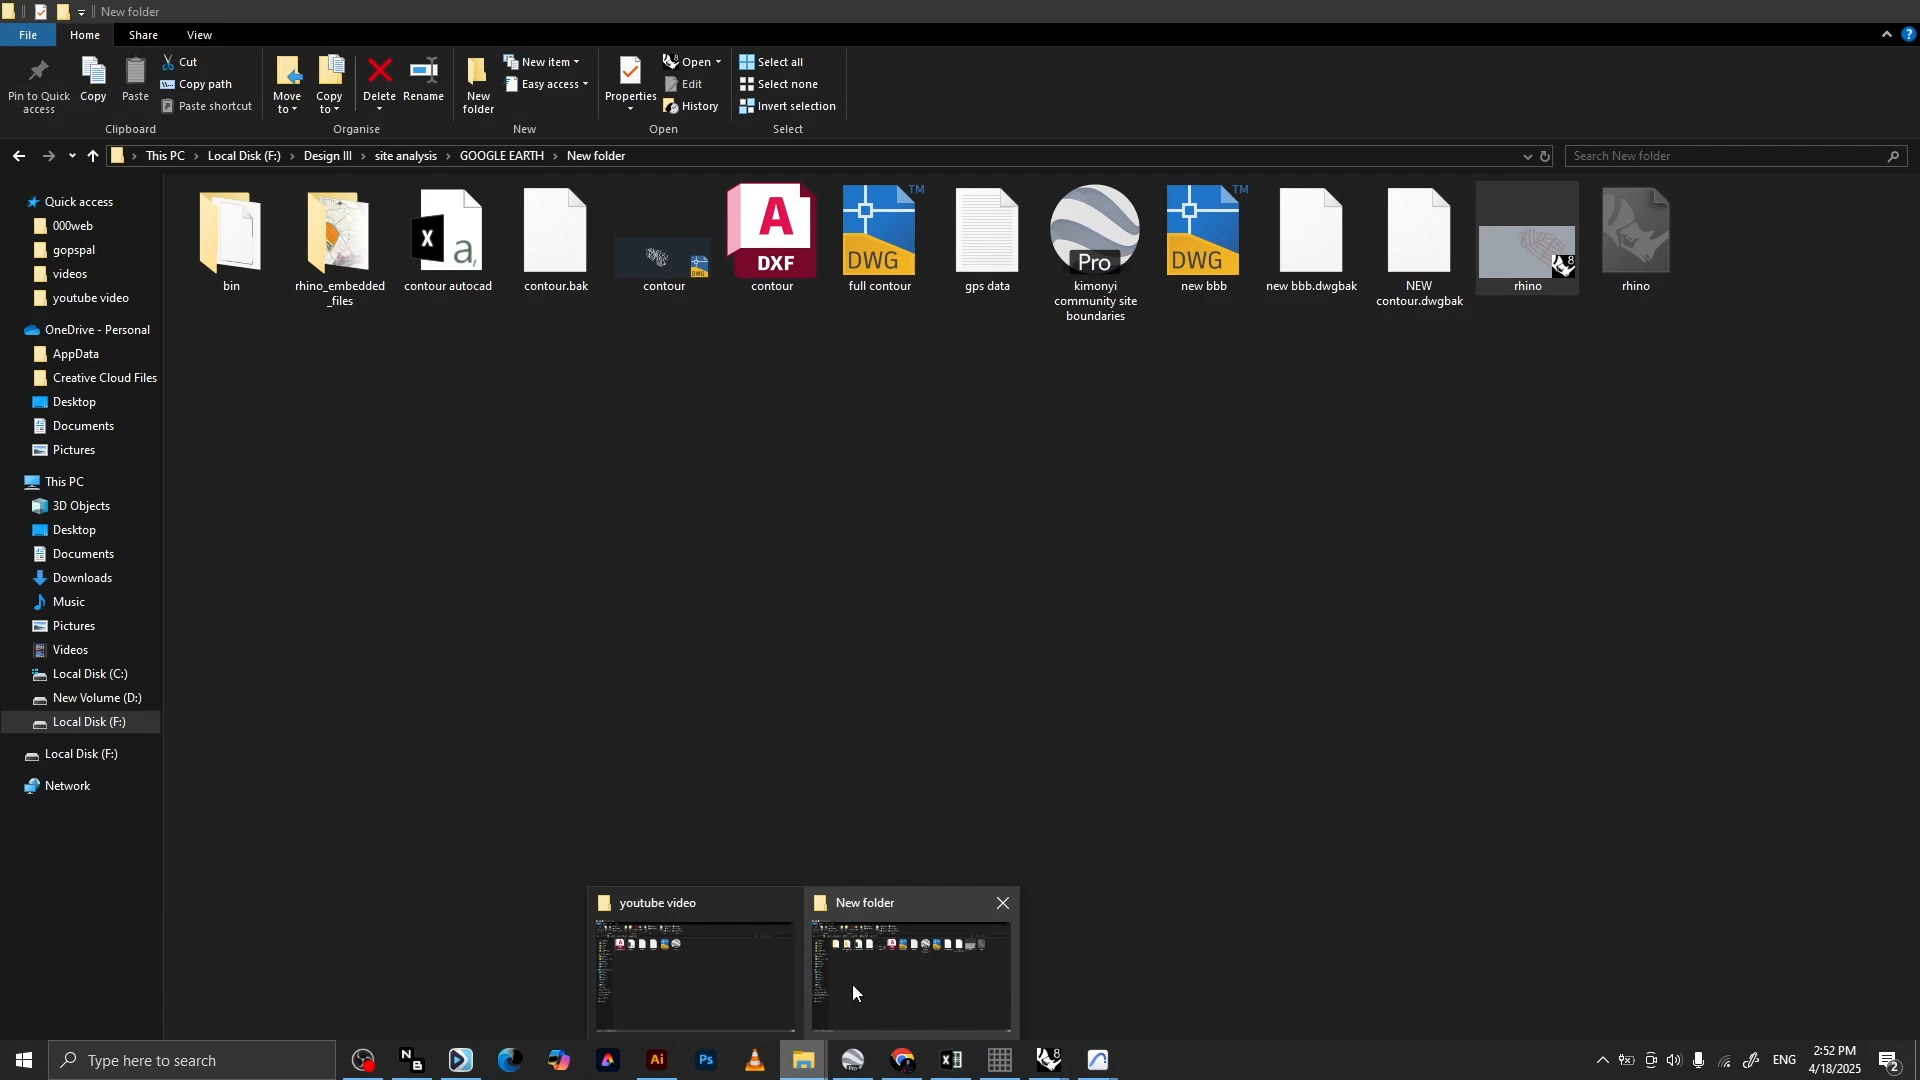 New folder
File
Home
Share
View
Pin to Quick
access
Copy
Paste
Cut
Copy path
Paste shortcut
Clipboard
Move
to
Copy
to
Delete
Rename
Organise
New
folder
New item
Easy access
New
Properties
Open
Edit
History
Open
Select all
Select none
Invert selection
Select
This PC
Local Disk (F:)
Design III
site analysis
GOOGLE EARTH
New folder
Search New folder
Quick access
000web
gopspal
videos
youtube video
OneDrive - Personal
AppData
Creative Cloud Files
Desktop
Documents
Pictures
This PC
3D Objects
Desktop
Documents
Downloads
Music
Pictures
Videos
Local Disk (C:)
New Volume (D:)
Local Disk (F:)
Local Disk (F:)
Network
bin
rhino_embedded
_files
X a,
contour autocad
contour.bak
contour
A
DXF
contour
TM
DWG
full contour
gps data
Pro
kimonyi
community site
boundaries
TM
DWG
new bbb
new bbb.dwgbak
NEW
contour.dwgbak
8
rhino
rhino
youtube video
New folder
Type here to search
N
B
Ai
Ps
ENG
2:52 PM
4/18/2025
2